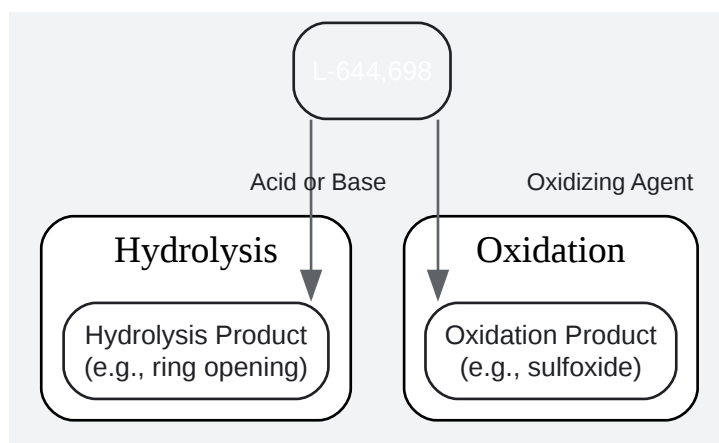 L-644,698
Acid or Base
Oxidizing Agent
Hydrolysis
Oxidation
Hydrolysis Product
(e.g., ring opening)
Oxidation Product
(e.g., sulfoxide)